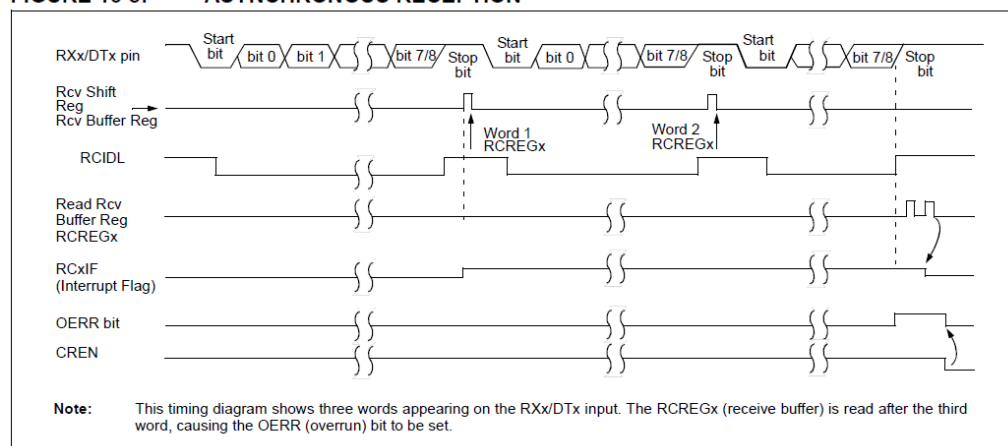 RXx/DTx pin
Start
bit
bit 0
bit 1
bit 7/8
Stop
bit
Start
bit
bit 0
bit 7/8
Stop
bit
Start
bit
bit 7/8
Stop
bit
Rcv Shift
Reg
Rcv Buffer Reg
Word 1
RCREGx
Word 2
RCREGx
RCIDL
Read Rcv
Buffer Reg
RCREGx
RCxIF
(Interrupt Flag)
OERR bit
CREN
Note: This timing diagram shows three words appearing on the RXx/DTx input. The RCREGx (receive buffer) is read after the third
word, causing the OERR (overrun) bit to be set.